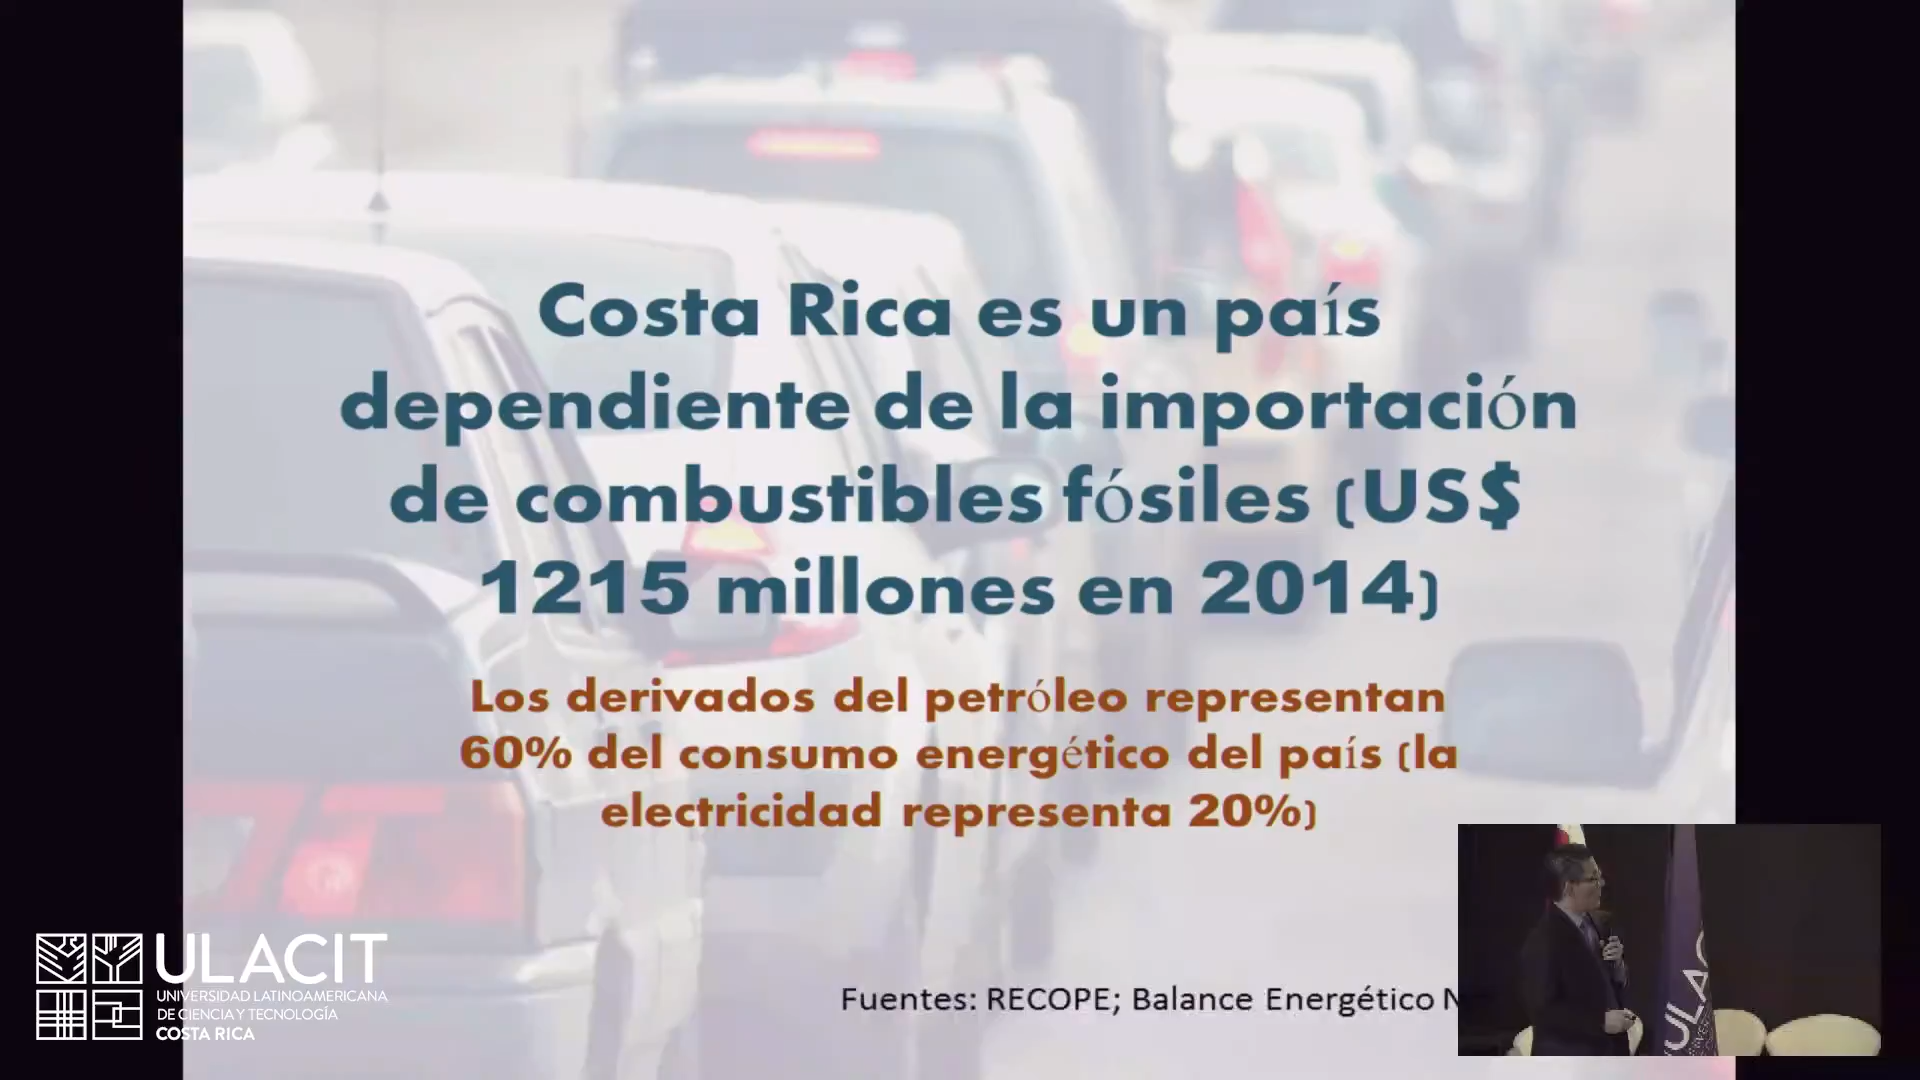 Costa Rica es un país
dependiente de la importación
de combustibles fósiles (US$
1215 millones en 2014)
Los derivados del petróleo representan
60% del consumo energético del país (la
electricidad representa 20%)
Fuentes: RECOPE; Balance Energético
ULACIT
UNIVERSIDAD LATINOAMERICANA
DE CIENCIA Y TECNOLOGÍA
COSTA RICA